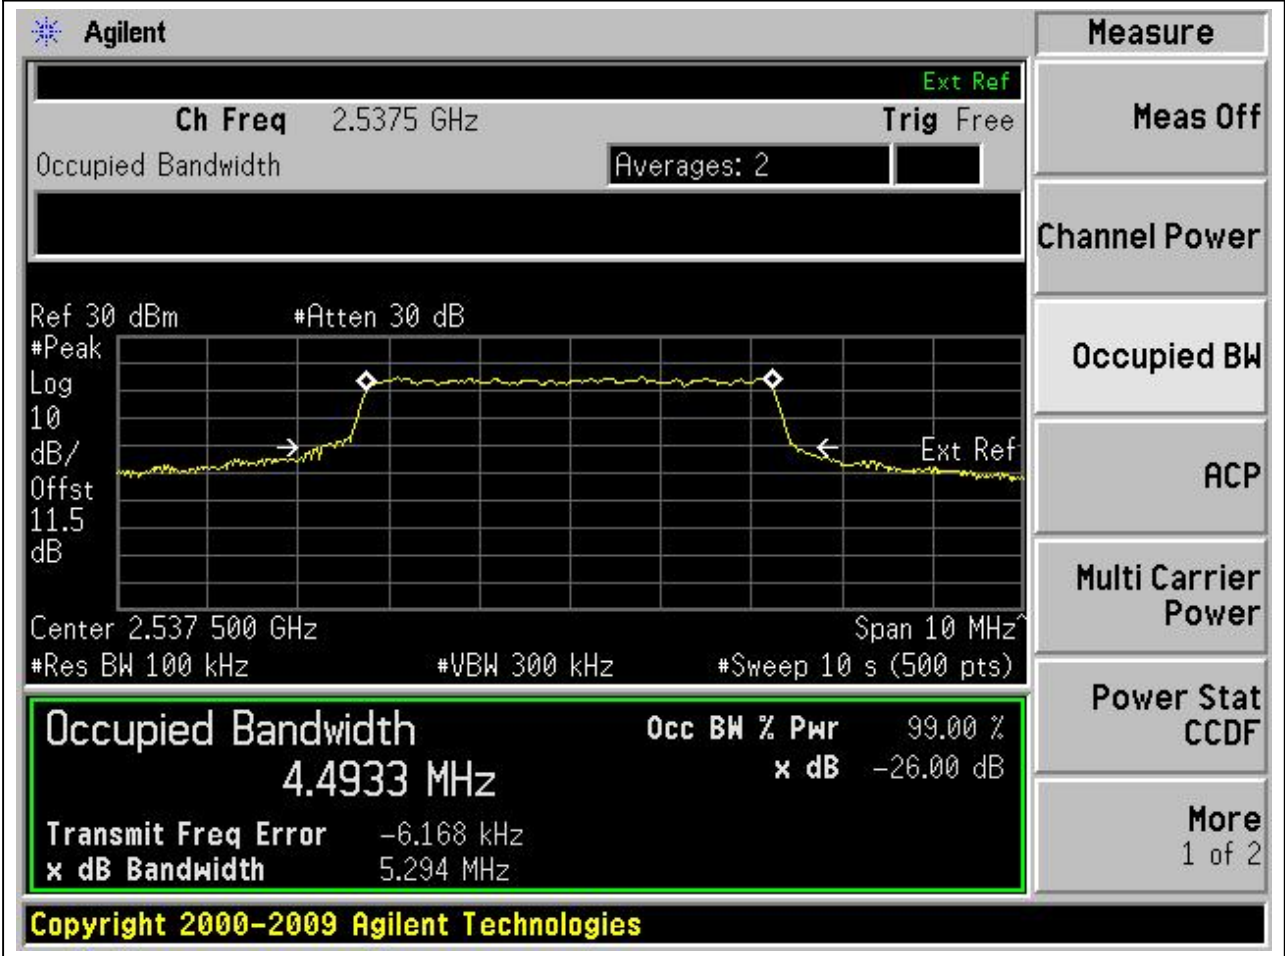 Agilent
Measure
Ext Ref
Ch Freq 2.5375 GHz Trig Free
Meas Off
Occupied Bandwidth Averages: 2
Channel Power
Ref 30 dBm #Atten 30 dB
#Peak
Log
10
dB/
Offst
11.5
dB
Ext Ref
Occupied BW
ACP
Center 2.537 500 GHz Span 10 MHz^
#Res BW 100 kHz #VBW 300 kHz #Sweep 10 s (500 pts)
Multi Carrier
Power
Occupied Bandwidth Occ BW % Pwr 99.00 %
4.4933 MHz x dB -26.00 dB
Transmit Freq Error -6.168 kHz
x dB Bandwidth 5.294 MHz
Power Stat
CCDF
More
1 of 2
Copyright 2000-2009 Agilent Technologies